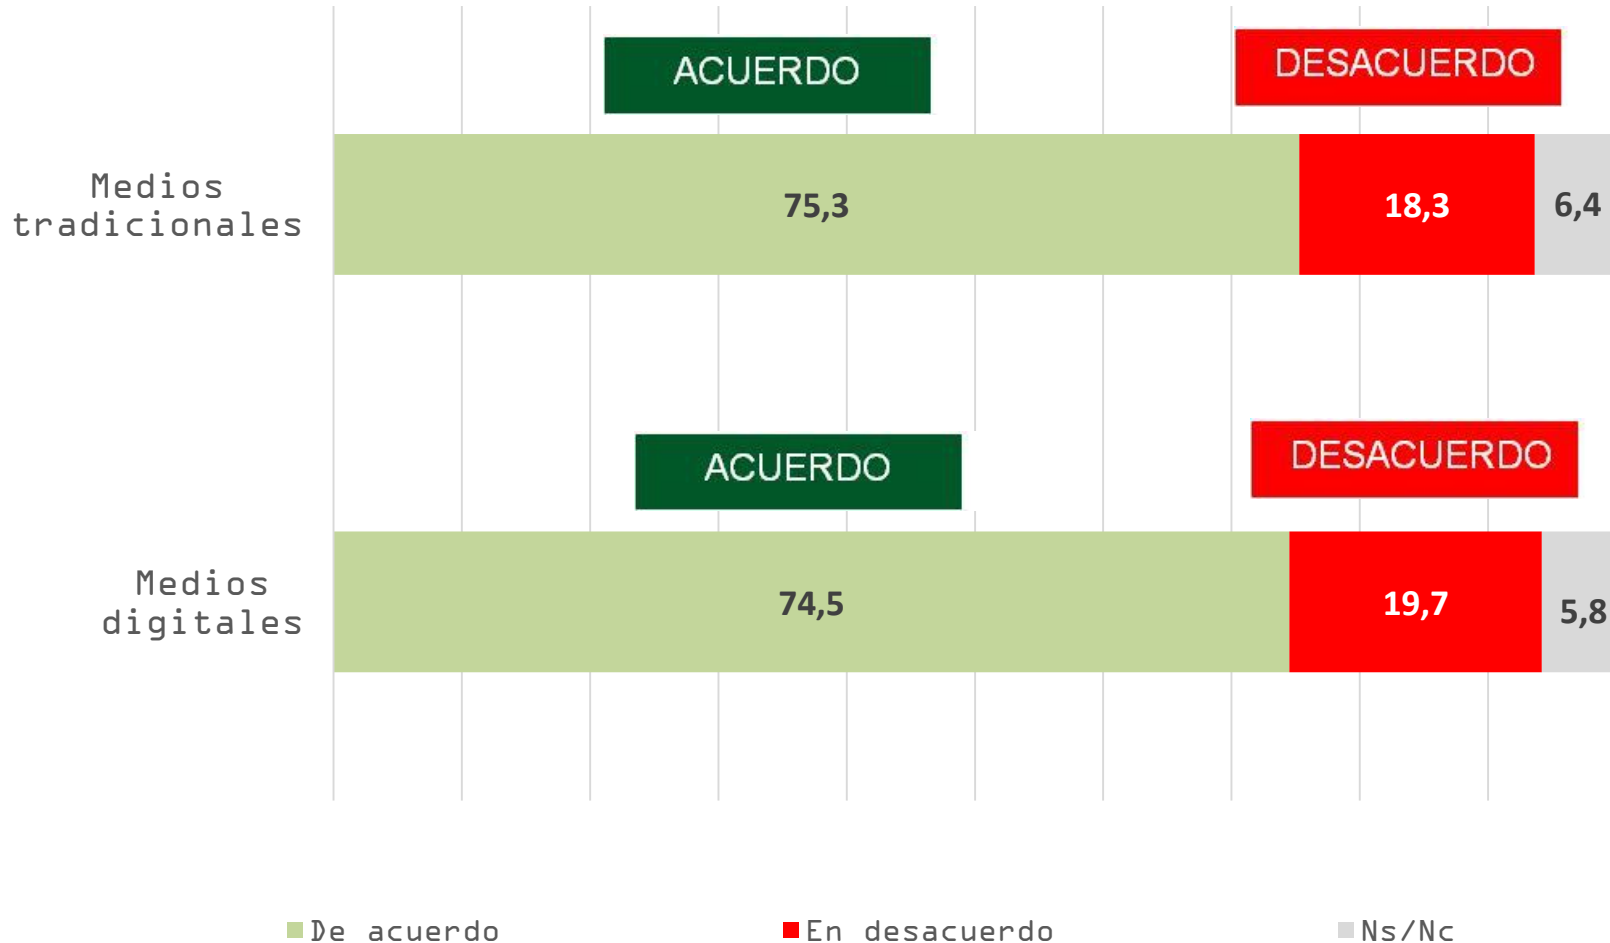 ACUERDO
DESACUERDO
Medios
tradicionales
75,3
18,3
6,4
ACUERDO
DESACUERDO
Medios
digitales
74,5
19,7
5,8
De acuerdo
En desacuerdo
Ns/Nc